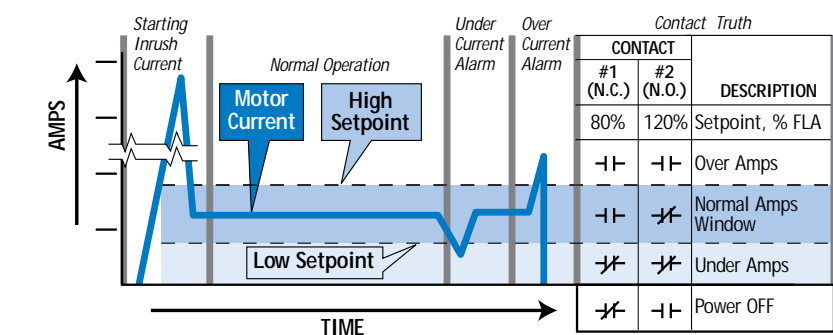 Starting
Inrush
Current
Normal Operation
Under
Current
Alarm
Over
Current
Alarm
Contact Truth
CONTACT
#1
(N.C.)
#2
(N.O.)
DESCRIPTION
80%
120%
Setpoint, % FLA
Over Amps
Normal Amps
Window
Under Amps
Power OFF
AMPS
Motor
Current
High
Setpoint
Low Setpoint
TIME